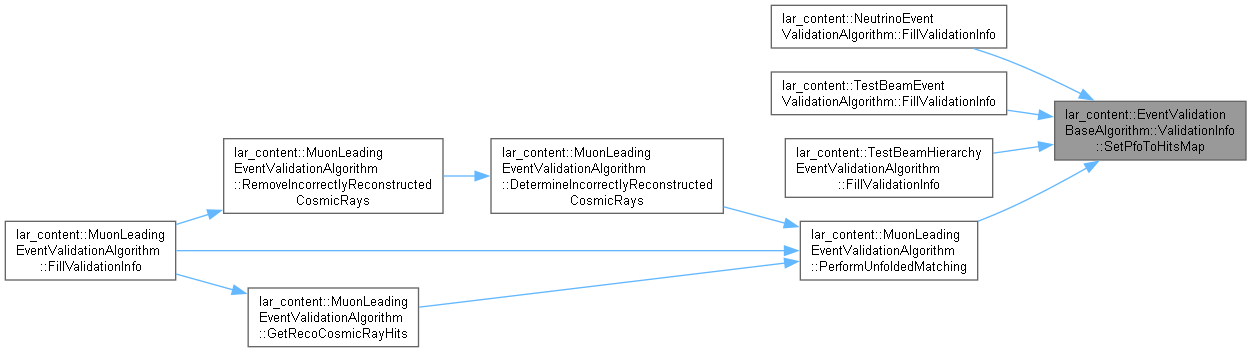 lar_content::NeutrinoEvent
ValidationAlgorithm::FillValidationInfo
lar_content::TestBeamEvent
ValidationAlgorithm::FillValidationInfo
lar_content::EventValidation
BaseAlgorithm::ValidationInfo
::SetPfoToHitsMap
lar_content::TestBeamHierarchy
EventValidationAlgorithm
::FillValidationInfo
lar_content::MuonLeading
EventValidationAlgorithm
::RemoveIncorrectlyReconstructed
CosmicRays
lar_content::MuonLeading
EventValidationAlgorithm
::DetermineIncorrectlyReconstructed
CosmicRays
lar_content::MuonLeading
EventValidationAlgorithm
::FillValidationInfo
lar_content::MuonLeading
EventValidationAlgorithm
::PerformUnfoldedMatching
lar_content::MuonLeading
EventValidationAlgorithm
::GetRecoCosmicRayHits